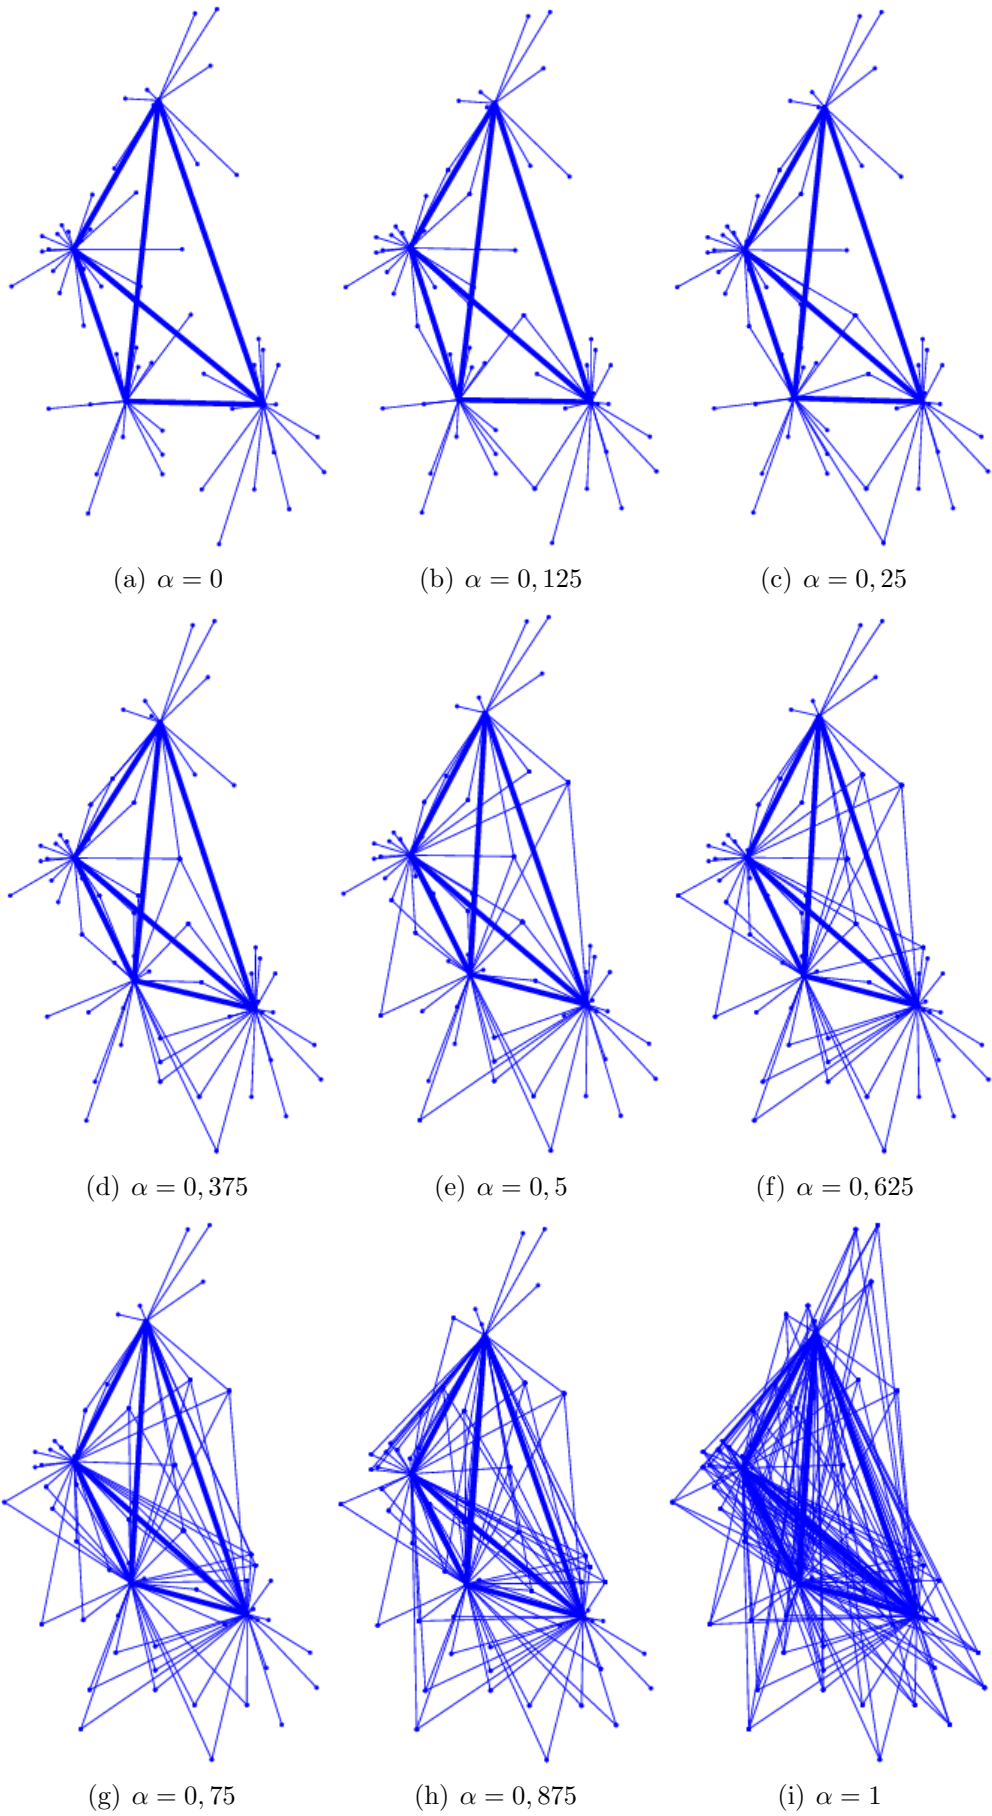 (a) α = 0
(b) α = 0, 125
(c) α = 0, 25
(d) α = 0, 375
(e) α = 0, 5
(f) α = 0, 625
(g) α = 0, 75
(h) α = 0, 875
(i) α = 1